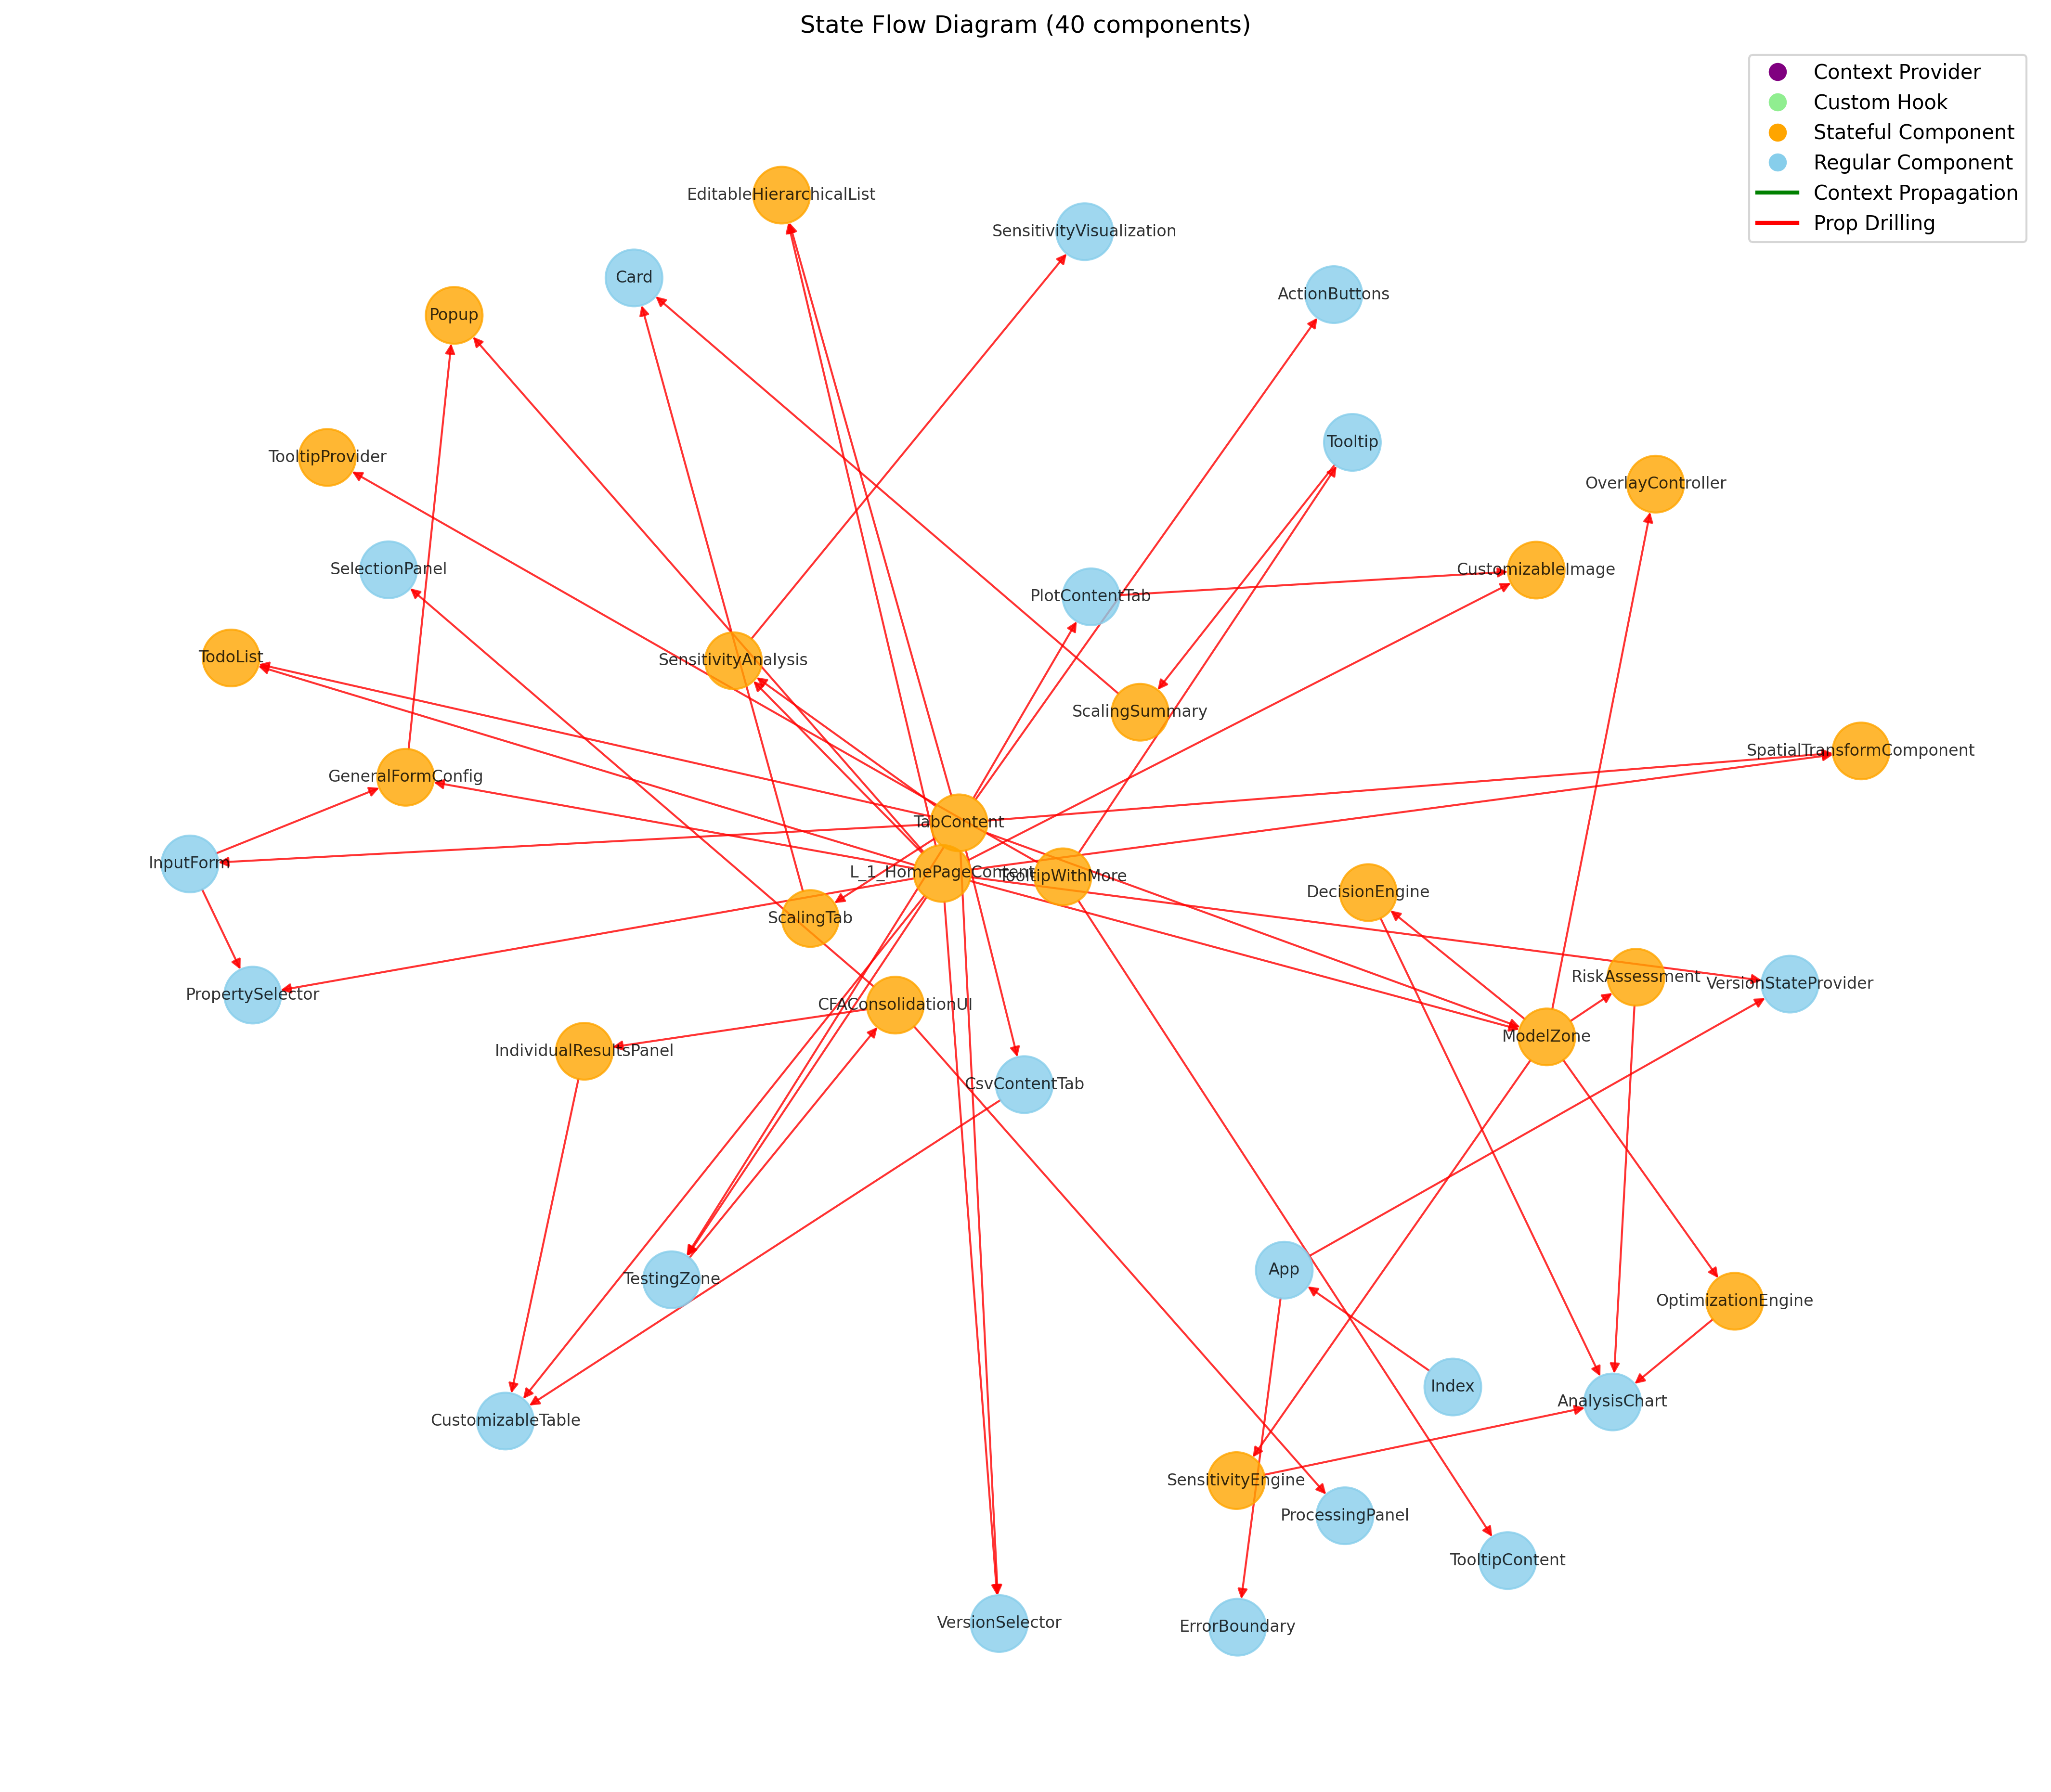 State Flow Diagram (40 components)
Context Provider
Custom Hook
Stateful Component
Regular Component
Context Propagation
Prop Drilling
EditableHierarchicalList
SensitivityVisualization
Card
ActionButtons
Popup
Tooltip
TooltipProvider
OverlayController
SelectionPanel
CustomizableImage
PlotContentTab
TodoList
SensitivityAnalysis
ScalingSummary
SpatialTransformComponent
GeneralFormConfig
TabContent
InputForm
L_1_HomePageContent
TooltipWithMore
DecisionEngine
ScalingTab
RiskAssessment
VersionStateProvider
PropertySelector
CFAConsolidationUI
ModelZone
IndividualResultsPanel
CsvContentTab
App
TestingZone
OptimizationEngine
Index
AnalysisChart
CustomizableTable
SensitivityEngine
ProcessingPanel
TooltipContent
VersionSelector
ErrorBoundary